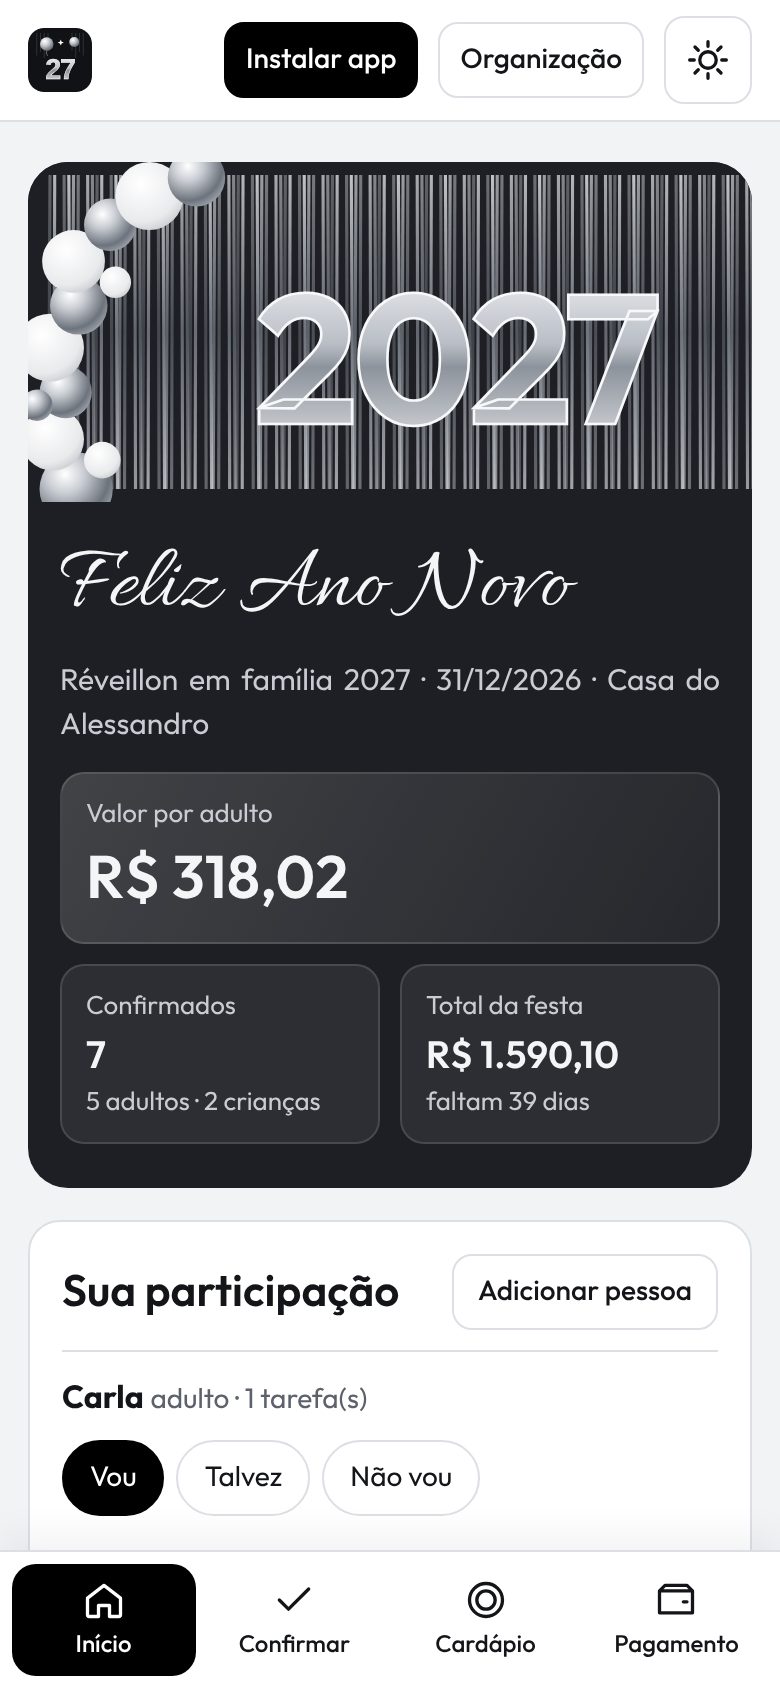 27
Instalar app
Organização
2027
Feliz Ano Novo
Réveillon em família 2027 · 31/12/2026 · Casa do
Alessandro
Valor por adulto
R$ 318,02
Confirmados
7
5 adultos · 2 crianças
Total da festa
R$ 1.590,10
faltam 39 dias
Sua participação
Adicionar pessoa
Carla adulto · 1 tarefa(s)
Vou
Talvez
Não vou
Início
Confirmar
Cardápio
Pagamento